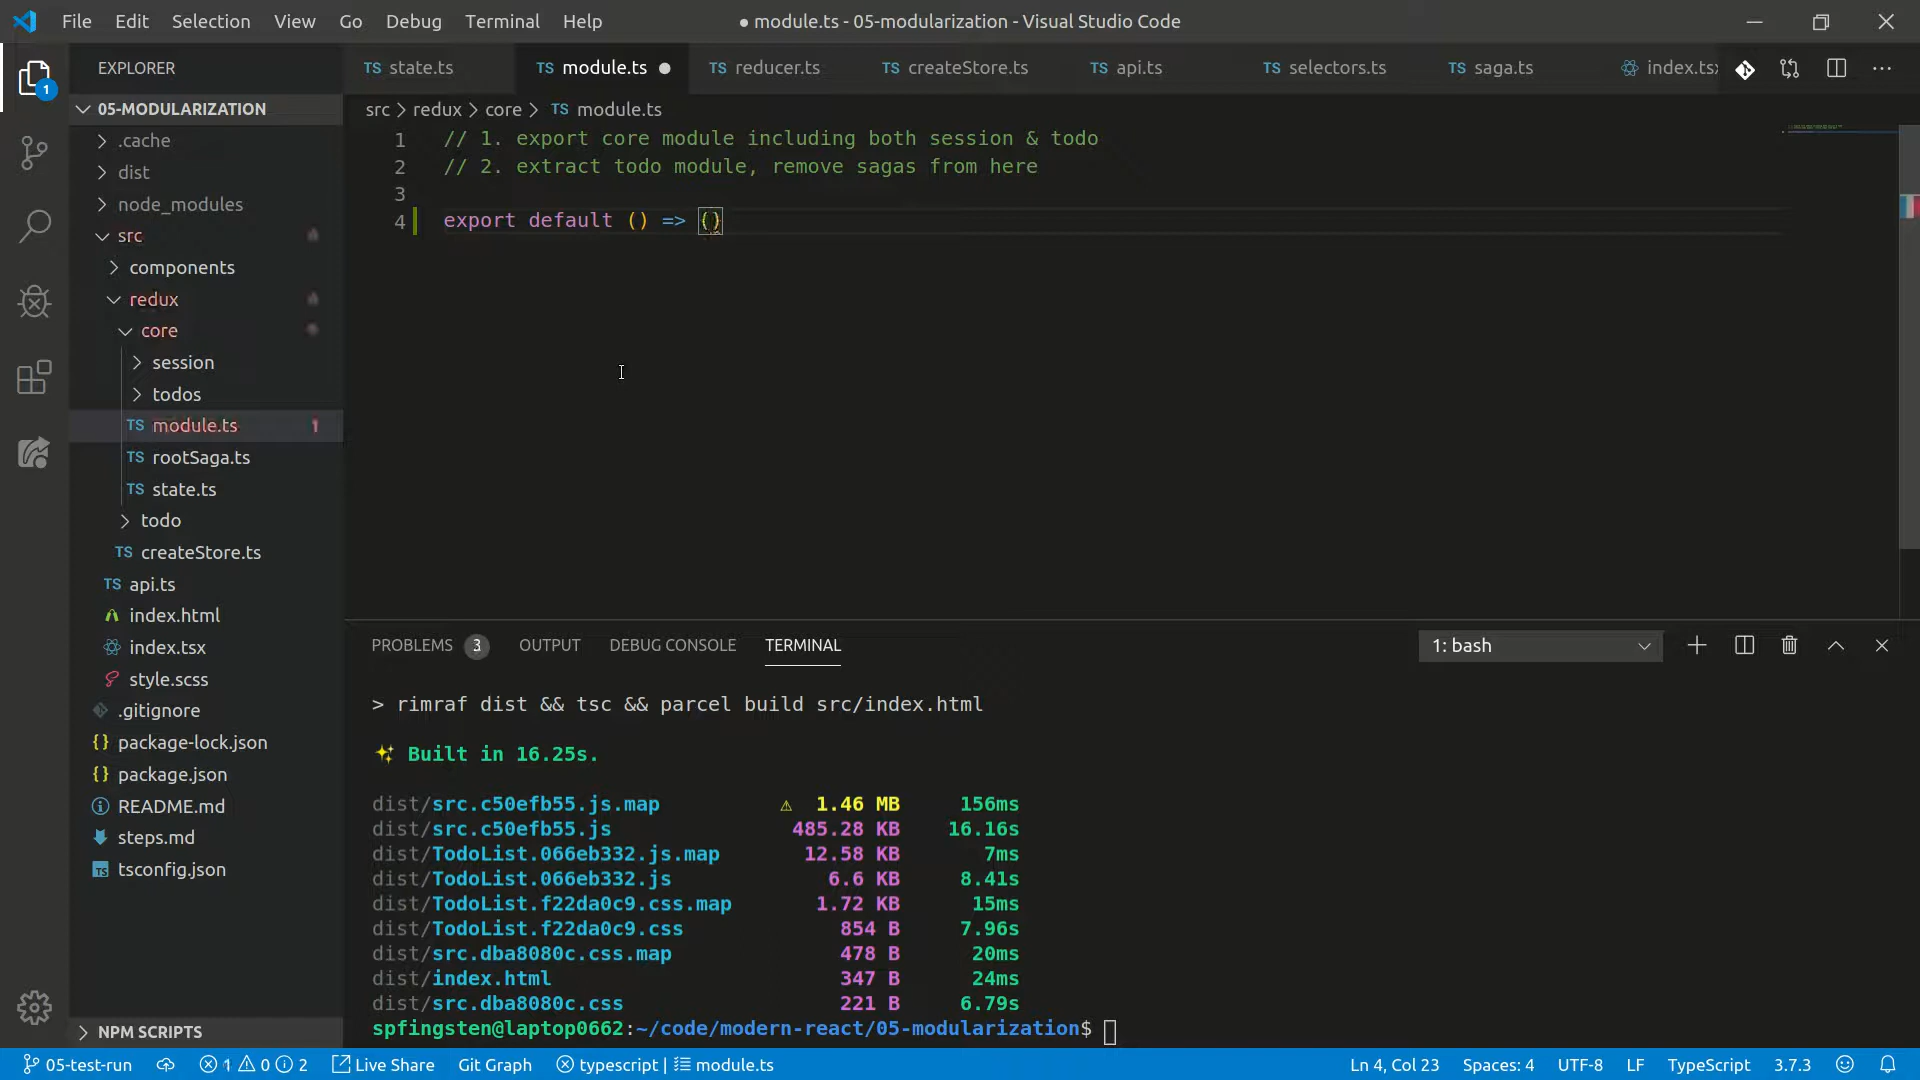 File Edit Selection View Go Debug Terminal Help
● module.ts - 05-modularization - Visual Studio Code
EXPLORER
TS state.ts
TS module.ts ●
TS reducer.ts
TS createStore.ts
TS api.ts
TS selectors.ts
TS saga.ts
index.tsx
1
05-MODULARIZATION
.cache
dist
node_modules
src
components
redux
core
session
todos
TS module.ts 1
TS rootSaga.ts
TS state.ts
todo
TS createStore.ts
TS api.ts
index.html
index.tsx
style.scss
.gitignore
{} package-lock.json
{} package.json
README.md
steps.md
TS tsconfig.json
NPM SCRIPTS
src > redux > core > TS module.ts
1 // 1. export core module including both session & todo
2 // 2. extract todo module, remove sagas from here
3
4 export default () => {}
PROBLEMS 3 OUTPUT DEBUG CONSOLE TERMINAL
1: bash
> rimraf dist && tsc && parcel build src/index.html
✨ Built in 16.25s.
dist/src.c50efb55.js.map ⚠ 1.46 MB 156ms
dist/src.c50efb55.js 485.28 KB 16.16s
dist/TodoList.066eb332.js.map 12.58 KB 7ms
dist/TodoList.066eb332.js 6.6 KB 8.41s
dist/TodoList.f22da0c9.css.map 1.72 KB 15ms
dist/TodoList.f22da0c9.css 854 B 7.96s
dist/src.dba8080c.css.map 478 B 20ms
dist/index.html 347 B 24ms
dist/src.dba8080c.css 221 B 6.79s
spfingsten@laptop0662:~/code/modern-react/05-modularization$
05-test-run 1 0 2 Live Share Git Graph typescript | module.ts
Ln 4, Col 23 Spaces: 4 UTF-8 LF TypeScript 3.7.3